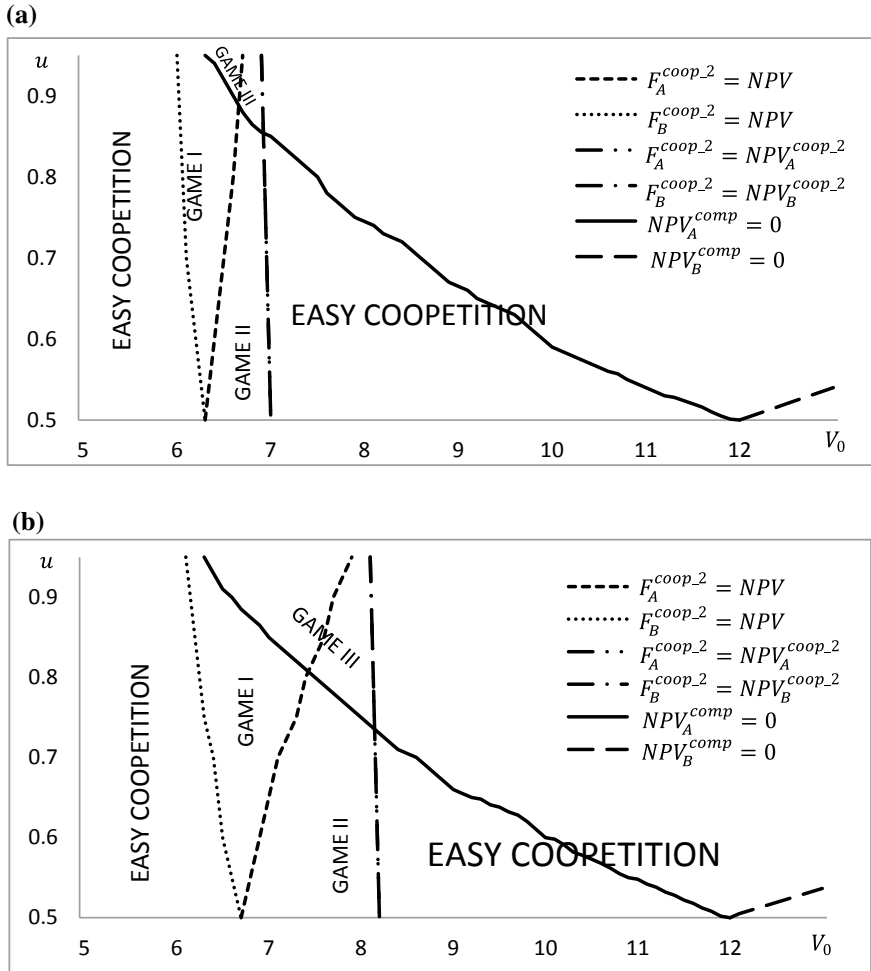 (a)
u
0.9
0.8
0.7
0.6
0.5
5 6 7 8 9 10 11 12 V₀
EASY COOPETITION
GAME I
GAME II
GAME III
EASY COOPETITION
F_A^{coop_2} = NPV
F_B^{coop_2} = NPV
F_A^{coop_2} = NPV_A^{coop_2}
F_B^{coop_2} = NPV_B^{coop_2}
NPV_A^{comp} = 0
NPV_B^{comp} = 0
(b)
u
0.9
0.8
0.7
0.6
0.5
5 6 7 8 9 10 11 12 V₀
EASY COOPETITION
GAME I
GAME II
GAME III
EASY COOPETITION
F_A^{coop_2} = NPV
F_B^{coop_2} = NPV
F_A^{coop_2} = NPV_A^{coop_2}
F_B^{coop_2} = NPV_B^{coop_2}
NPV_A^{comp} = 0
NPV_B^{comp} = 0